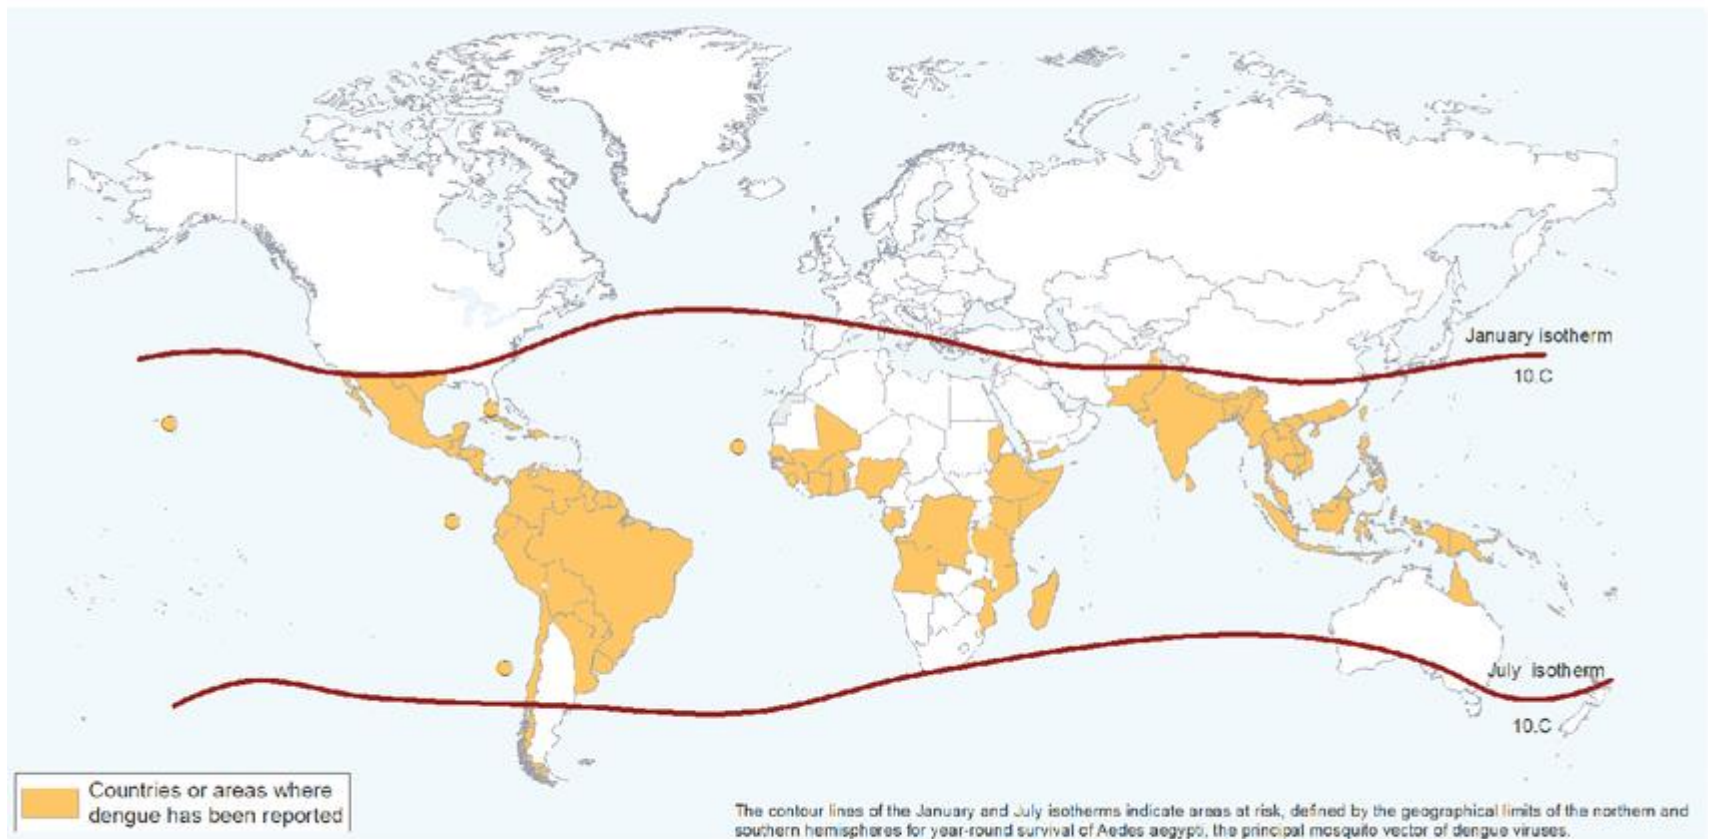 January isotherm
10.C
July isotherm
10.C
Countries or areas where
dengue has been reported
The contour lines of the January and July isotherms indicate areas at risk, defined by the geographical limits of the northern and
southern hemispheres for year-round survival of Aedes aegypti, the principal mosquito vector of dengue viruses.